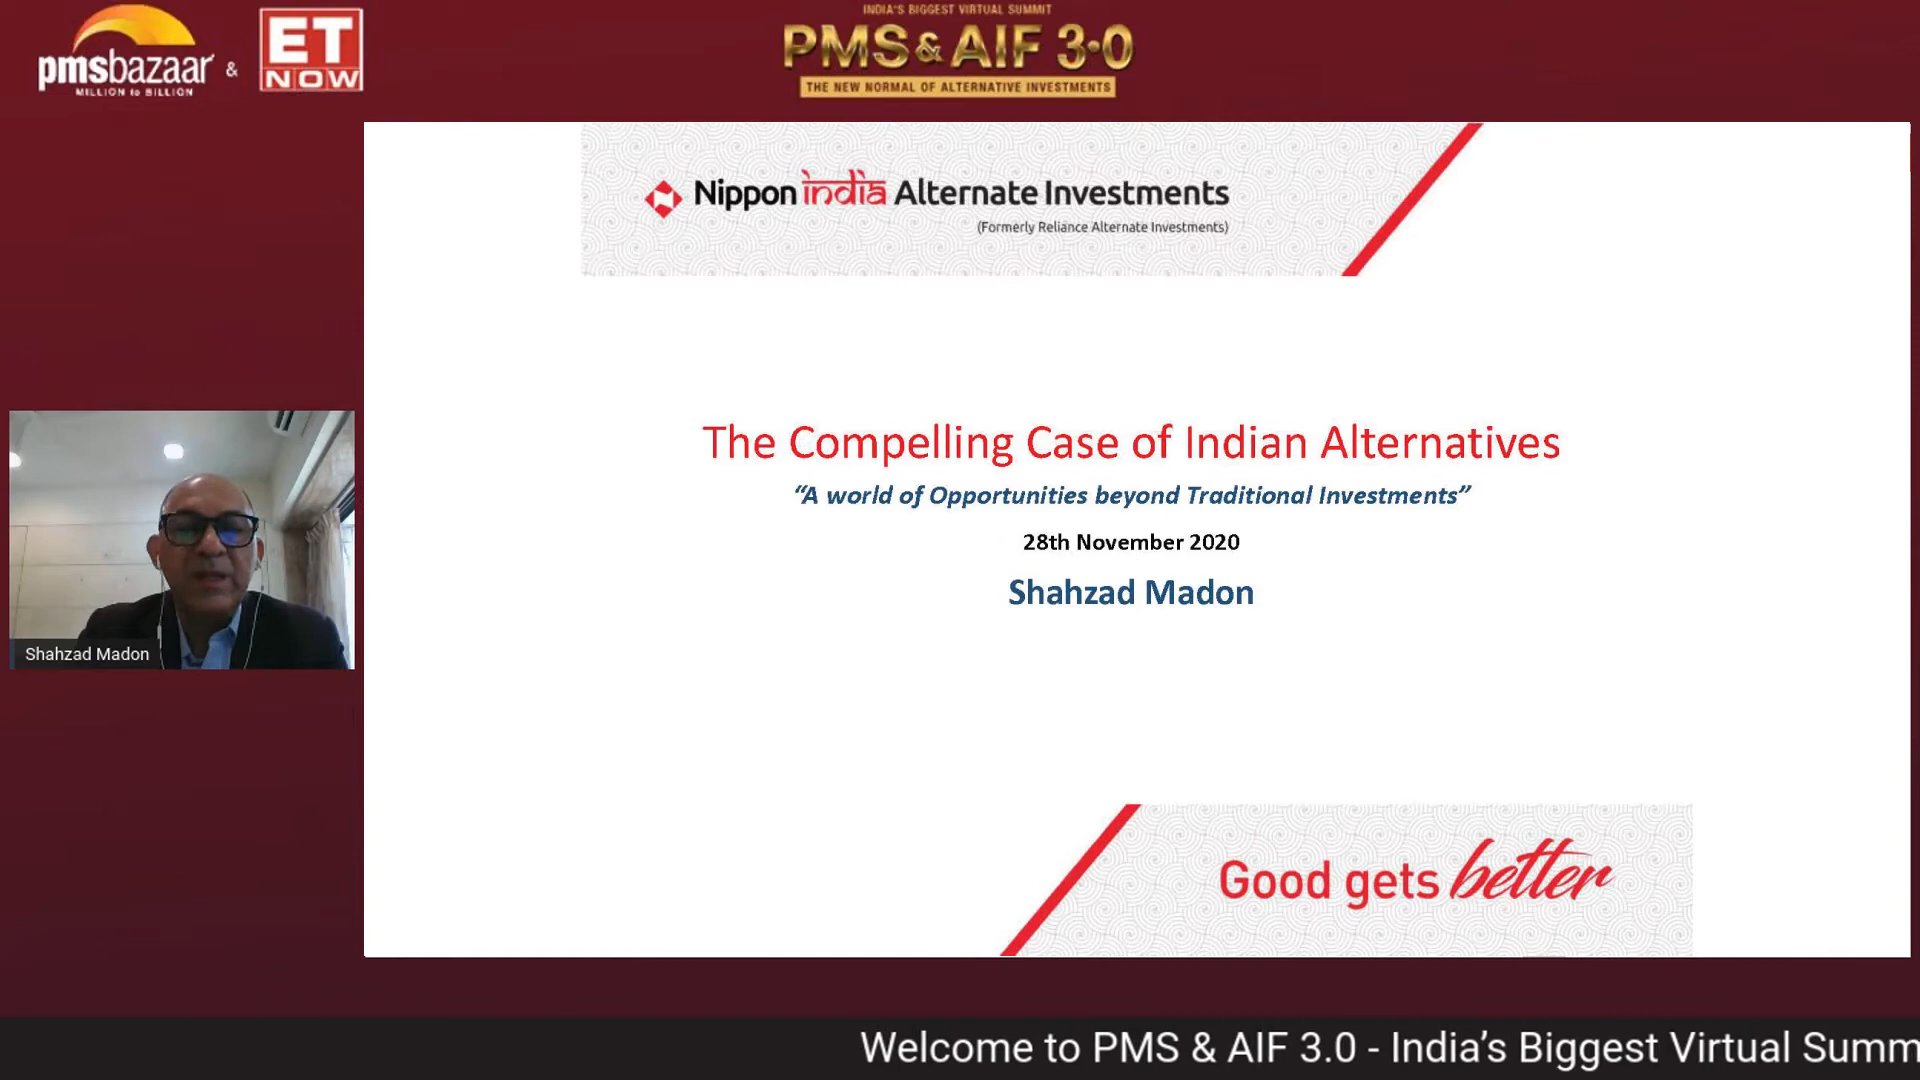 pmsbazaar
MILLION to BILLION
&
ET
NOW
INDIA'S BIGGEST VIRTUAL SUMMIT
PMS & AIF 3·0
THE NEW NORMAL OF ALTERNATIVE INVESTMENTS
Nippon india Alternate Investments
(Formerly Reliance Alternate Investments)
The Compelling Case of Indian Alternatives
“A world of Opportunities beyond Traditional Investments”
28th November 2020
Shahzad Madon
Shahzad Madon
Good gets better
Welcome to PMS & AIF 3.0 - India’s Biggest Virtual Summ